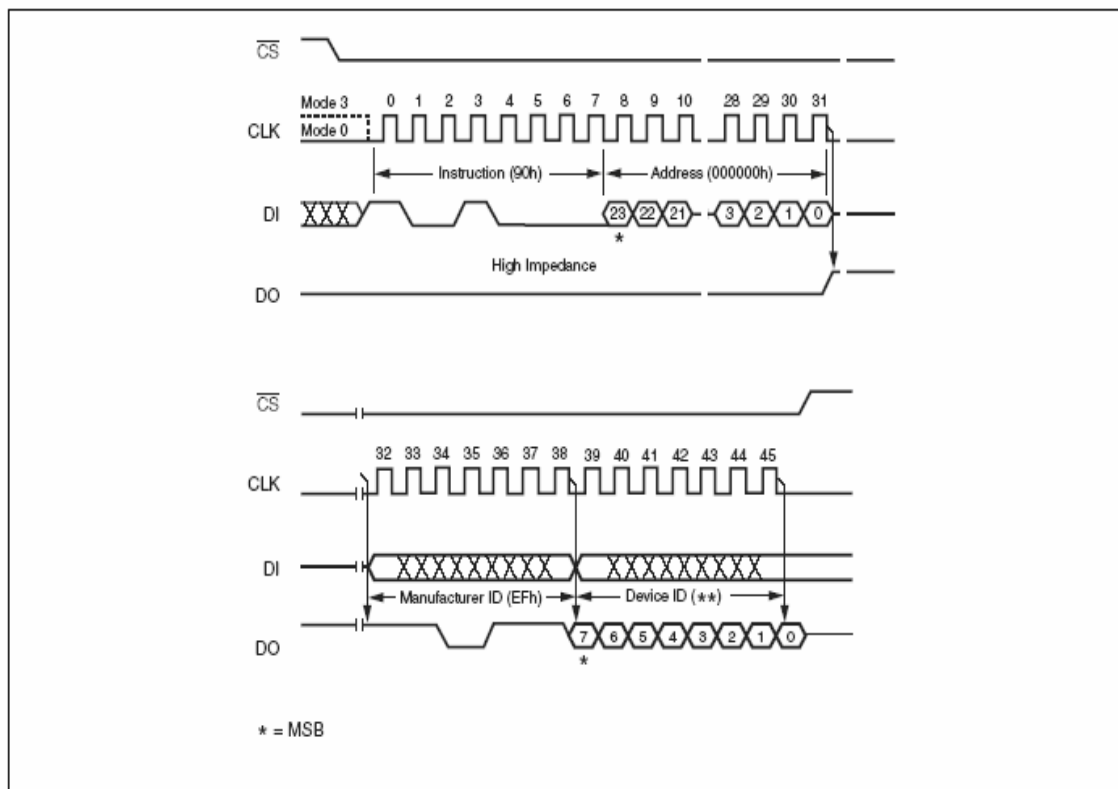 CS
Mode 3 0 1 2 3 4 5 6 7 8 9 10 28 29 30 31
CLK Mode 0
Instruction (90h) Address (000000h)
DI 23 22 21 3 2 1 0
*
High Impedance
DO
CS
32 33 34 35 36 37 38 39 40 41 42 43 44 45
CLK
DI
Manufacturer ID (EFh) Device ID (**)
DO 7 6 5 4 3 2 1 0
*
* = MSB